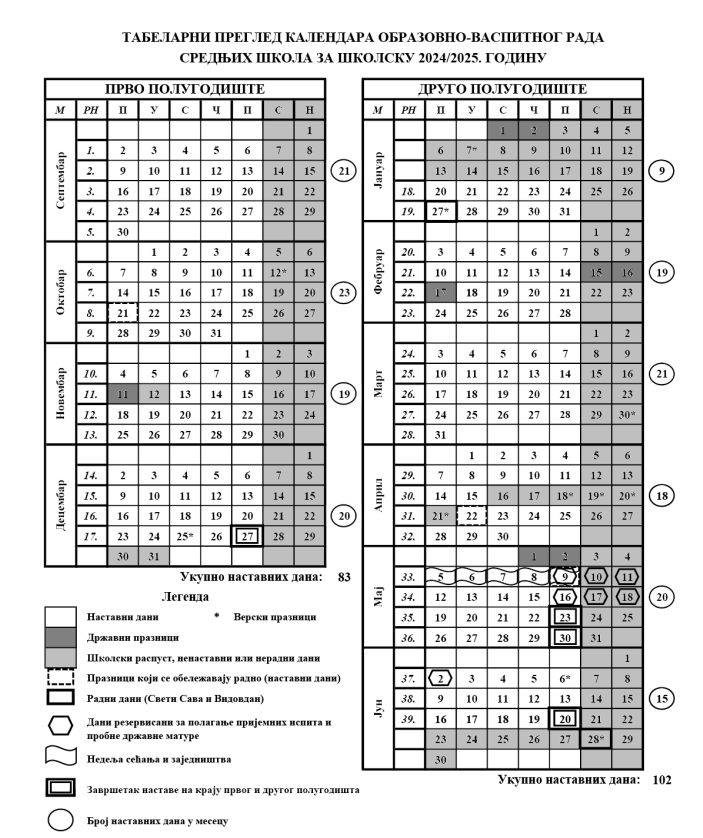 ТАБЕЛАРНИ ПРЕГЛЕД КАЛЕНДАРА ОБРАЗОВНО-ВАСПИТНОГ РАДА
СРЕДЊИХ ШКОЛА ЗА ШКОЛСКУ 2024/2025. ГОДИНУ
ПРВО ПОЛУГОДИШТЕ
М РН П У С Ч П С Н
Септембар
1
1. 2 3 4 5 6 7 8
2. 9 10 11 12 13 14 15
3. 16 17 18 19 20 21 22
4. 23 24 25 26 27 28 29
5. 30
21
Октобар
1 2 3 4 5 6
6. 7 8 9 10 11 12* 13
7. 14 15 16 17 18 19 20
8. 21 22 23 24 25 26 27
9. 28 29 30 31
23
Новембар
1 2 3
10. 4 5 6 7 8 9 10
11. 11 12 13 14 15 16 17
12. 18 19 20 21 22 23 24
13. 25 26 27 28 29 30
19
Децембар
1
14. 2 3 4 5 6 7 8
15. 9 10 11 12 13 14 15
16. 16 17 18 19 20 21 22
17. 23 24 25* 26 27 28 29
30 31
20
Укупно наставних дана: 83
ДРУГО ПОЛУГОДИШТЕ
М РН П У С Ч П С Н
Јануар
1 2 3 4 5
6 7* 8 9 10 11 12
13 14 15 16 17 18 19
18. 20 21 22 23 24 25 26
19. 27* 28 29 30 31
9
Фебруар
1 2
20. 3 4 5 6 7 8 9
21. 10 11 12 13 14 15 16
22. 17 18 19 20 21 22 23
23. 24 25 26 27 28
19
Март
1 2
24. 3 4 5 6 7 8 9
25. 10 11 12 13 14 15 16
26. 17 18 19 20 21 22 23
27. 24 25 26 27 28 29 30*
28. 31
21
Април
1 2 3 4 5 6
29. 7 8 9 10 11 12 13
30. 14 15 16 17 18* 19* 20*
31. 21* 22 23 24 25 26 27
32. 28 29 30
18
Мај
1 2 3 4
33. 5 6 7 8 9 10 11
34. 12 13 14 15 16 17 18
35. 19 20 21 22 23 24 25
36. 26 27 28 29 30 31
20
Јун
1
37. 2 3 4 5 6* 7 8
38. 9 10 11 12 13 14 15
39. 16 17 18 19 20 21 22
23 24 25 26 27 28* 29
30
15
Укупно наставних дана: 102
Легенда
Наставни дани * Верски празници
Државни празници
Школски распуст, ненаставни или нерадни дани
Празници који се обележавају радно (наставни дани)
Радни дани (Свети Сава и Видовдан)
Дани резервисани за полагање пријемних испита и
пробне државне матуре
Недеља сећања и заједништва
Завршетак наставе на крају првог и другог полугодишта
Број наставних дана у месецу